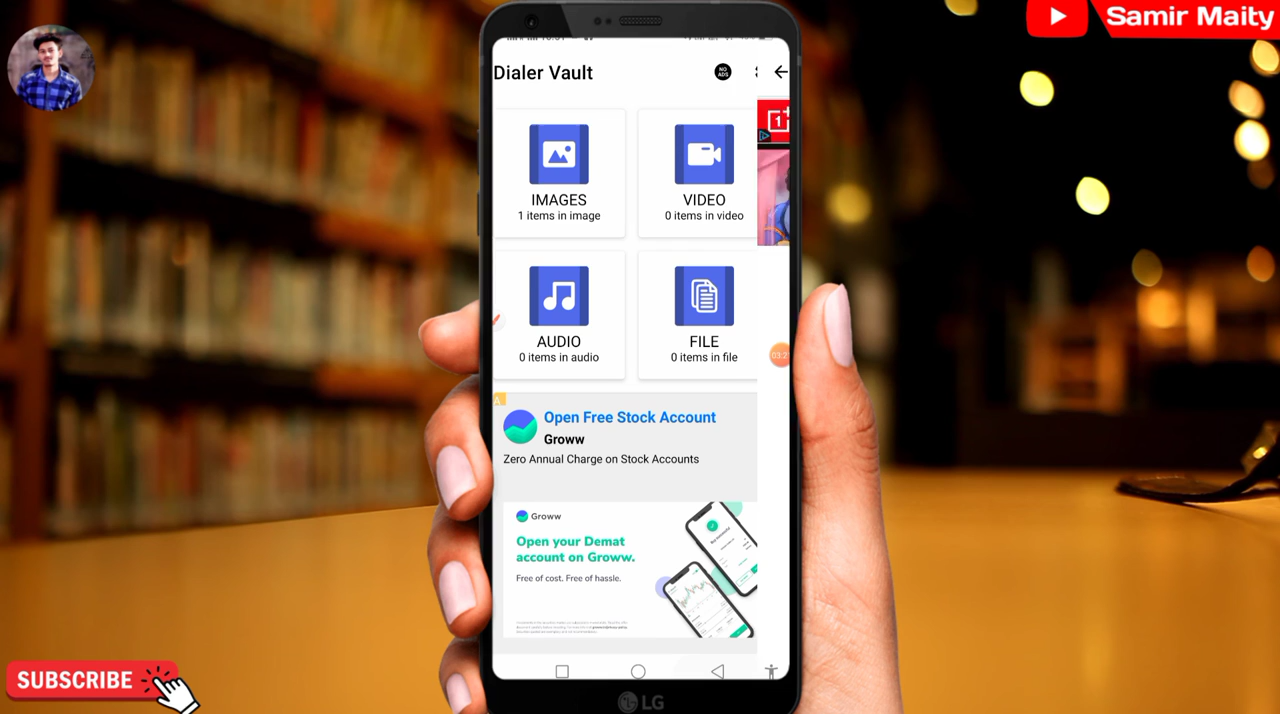 Samir Maity
Dialer Vault
NO
ADS
1
IMAGES
1 items in image
VIDEO
0 items in video
AUDIO
0 items in audio
FILE
0 items in file
A
Open Free Stock Account
Groww
Zero Annual Charge on Stock Accounts
Groww
Open your Demat
account on Groww.
Free of cost. Free of hassle.
SUBSCRIBE
LG